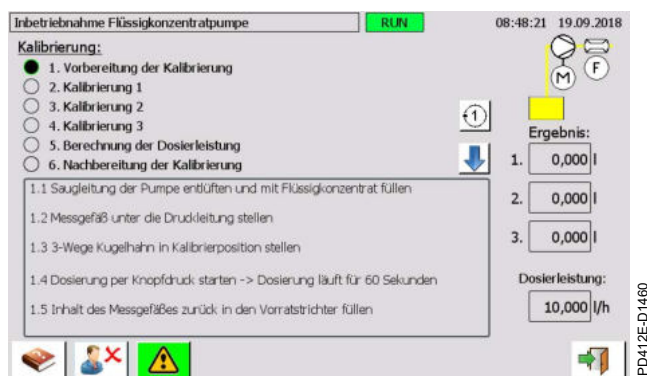 Inbetriebnahme Flüssigkonzentratpumpe RUN 08:48:21 19.09.2018
Kalibrierung:
1. Vorbereitung der Kalibrierung
2. Kalibrierung 1
3. Kalibrierung 2
4. Kalibrierung 3
5. Berechnung der Dosierleistung
6. Nachbereitung der Kalibrierung
1
M
F
1.1 Saugleitung der Pumpe entlüften und mit Flüssigkonzentrat füllen
1.2 Messgefäß unter die Druckleitung stellen
1.3 3-Wege Kugelhahn in Kalibrierposition stellen
1.4 Dosierung per Knopfdruck starten -> Dosierung läuft für 60 Sekunden
1.5 Inhalt des Messgefäßes zurück in den Vorratstrichter füllen
Ergebnis:
1. 0,000 l
2. 0,000 l
3. 0,000 l
Dosierleistung:
10,000 l/h
PD412E-D1460